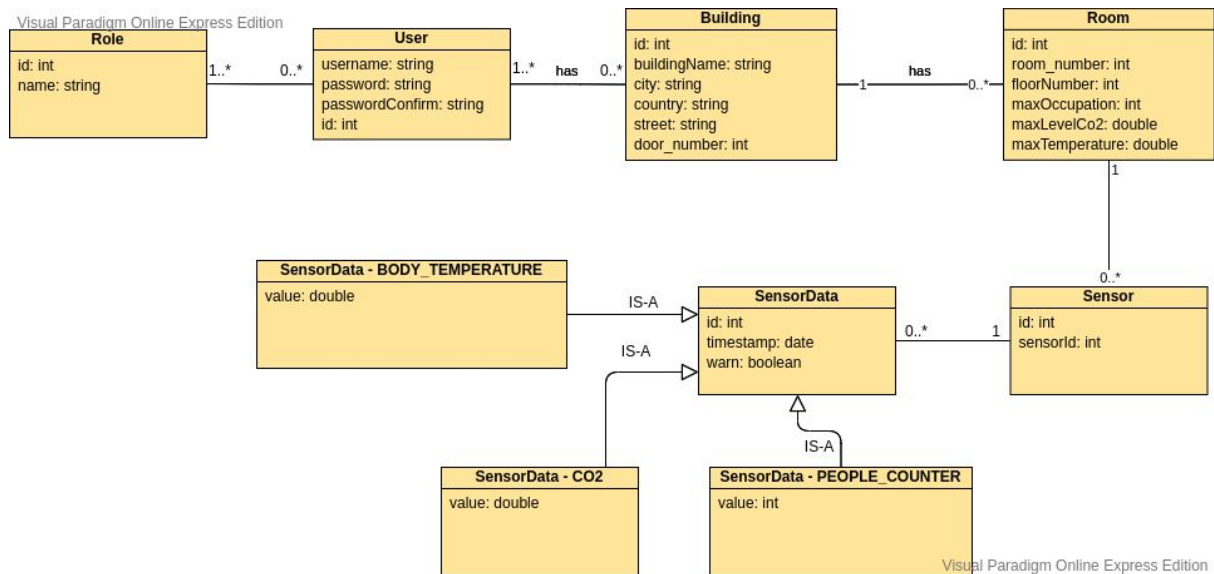 Visual Paradigm Online Express Edition
Role
id: int
name: string
1..*
0..*
User
username: string
password: string
passwordConfirm: string
id: int
1..*
has
0..*
Building
id: int
buildingName: string
city: string
country: string
street: string
door_number: int
1
has
0..*
Room
id: int
room_number: int
floorNumber: int
maxOccupation: int
maxLevelCo2: double
maxTemperature: double
1
0..*
SensorData - BODY_TEMPERATURE
value: double
IS-A
SensorData
id: int
timestamp: date
warn: boolean
0..*
1
Sensor
id: int
sensorId: int
IS-A
IS-A
SensorData - CO2
value: double
SensorData - PEOPLE_COUNTER
value: int
Visual Paradigm Online Express Edition